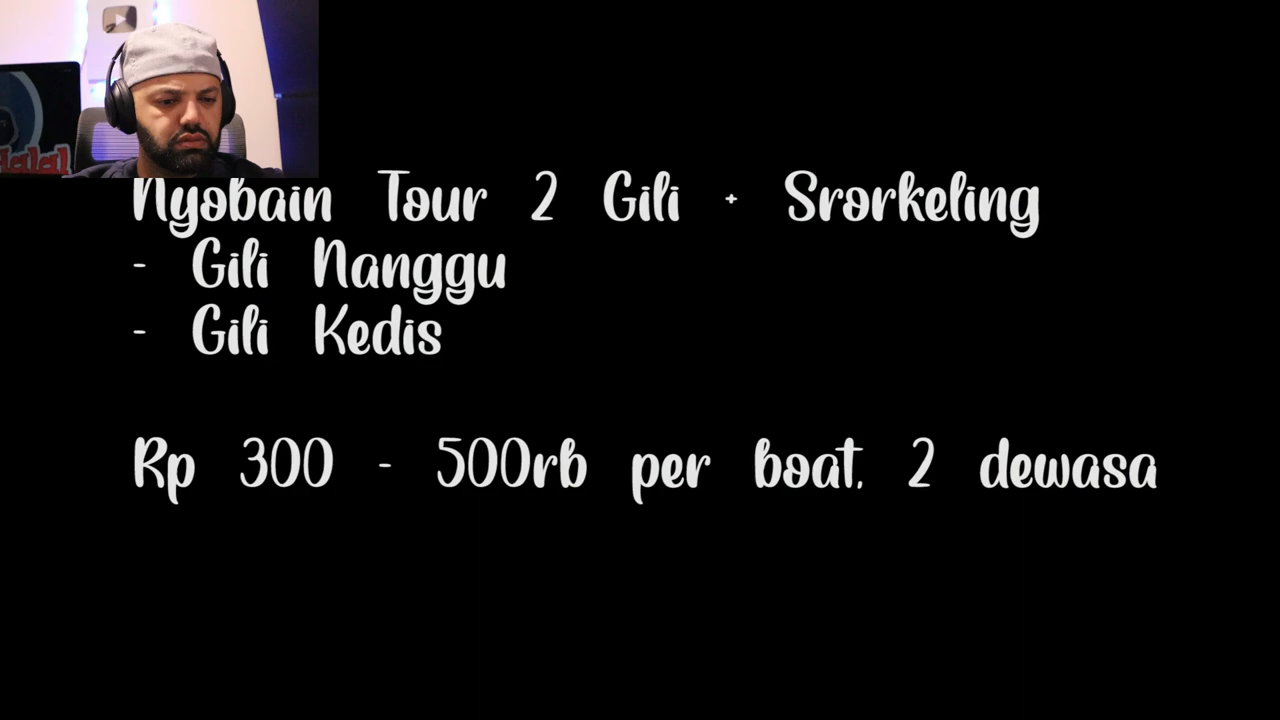 Nyobain Tour 2 Gili + Srorkeling
- Gili Nanggu
- Gili Kedis
Rp 300 - 500rb per boat, 2 dewasa